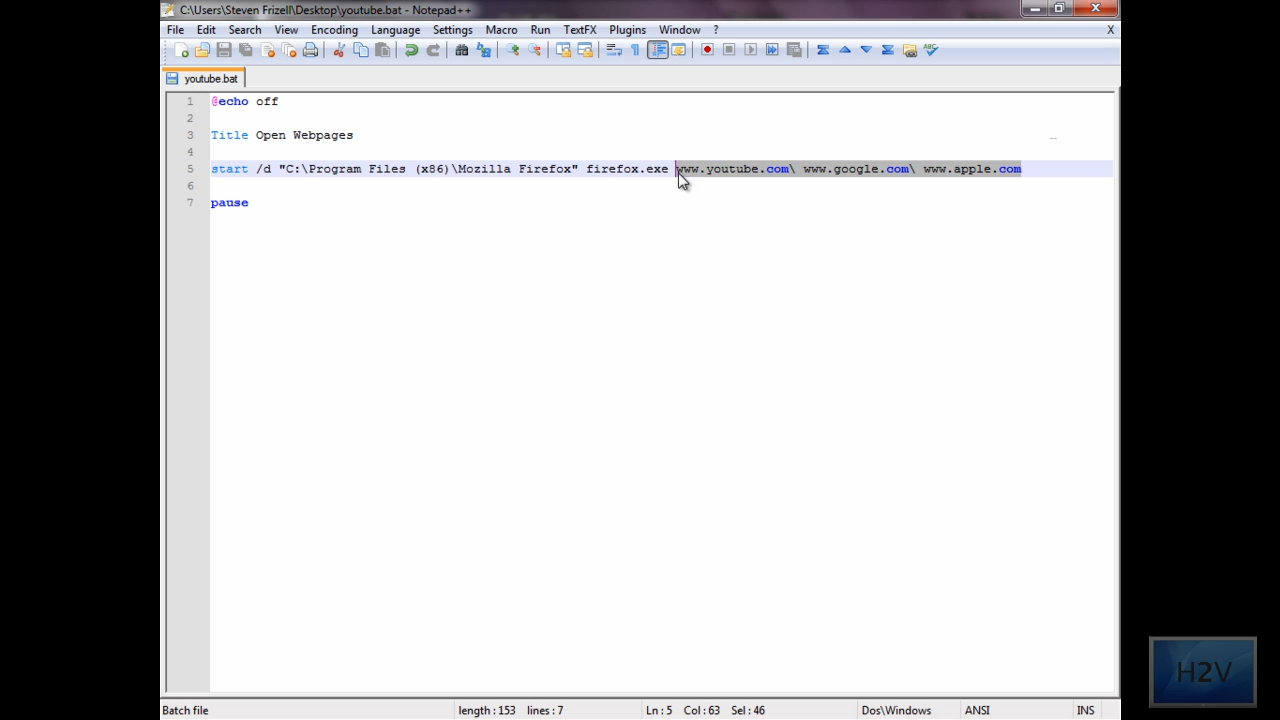 C:\Users\Steven Frizell\Desktop\youtube.bat - Notepad++
File Edit Search View Encoding Language Settings Macro Run TextFX Plugins Window ? X
youtube.bat
1 @echo off
2
3 Title Open Webpages
4
5 start /d "C:\Program Files (x86)\Mozilla Firefox" firefox.exe www.youtube.com\ www.google.com\ www.apple.com
6
7 pause
H2V
Batch file length : 153 lines : 7 Ln : 5 Col : 63 Sel : 46 Dos\Windows ANSI INS